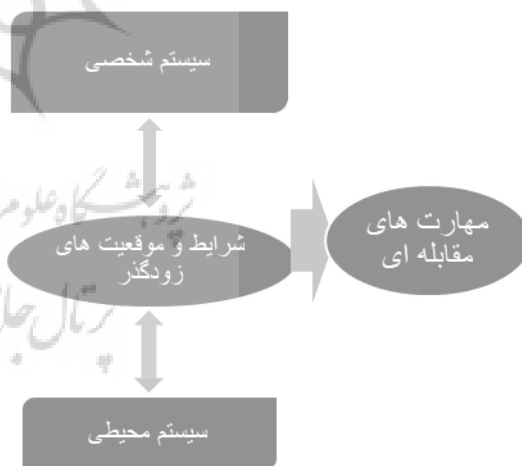 سیستم شخصی
شرایط و موقعیت های
زودگذر
مهارت های
مقابله ای
سیستم محیطی